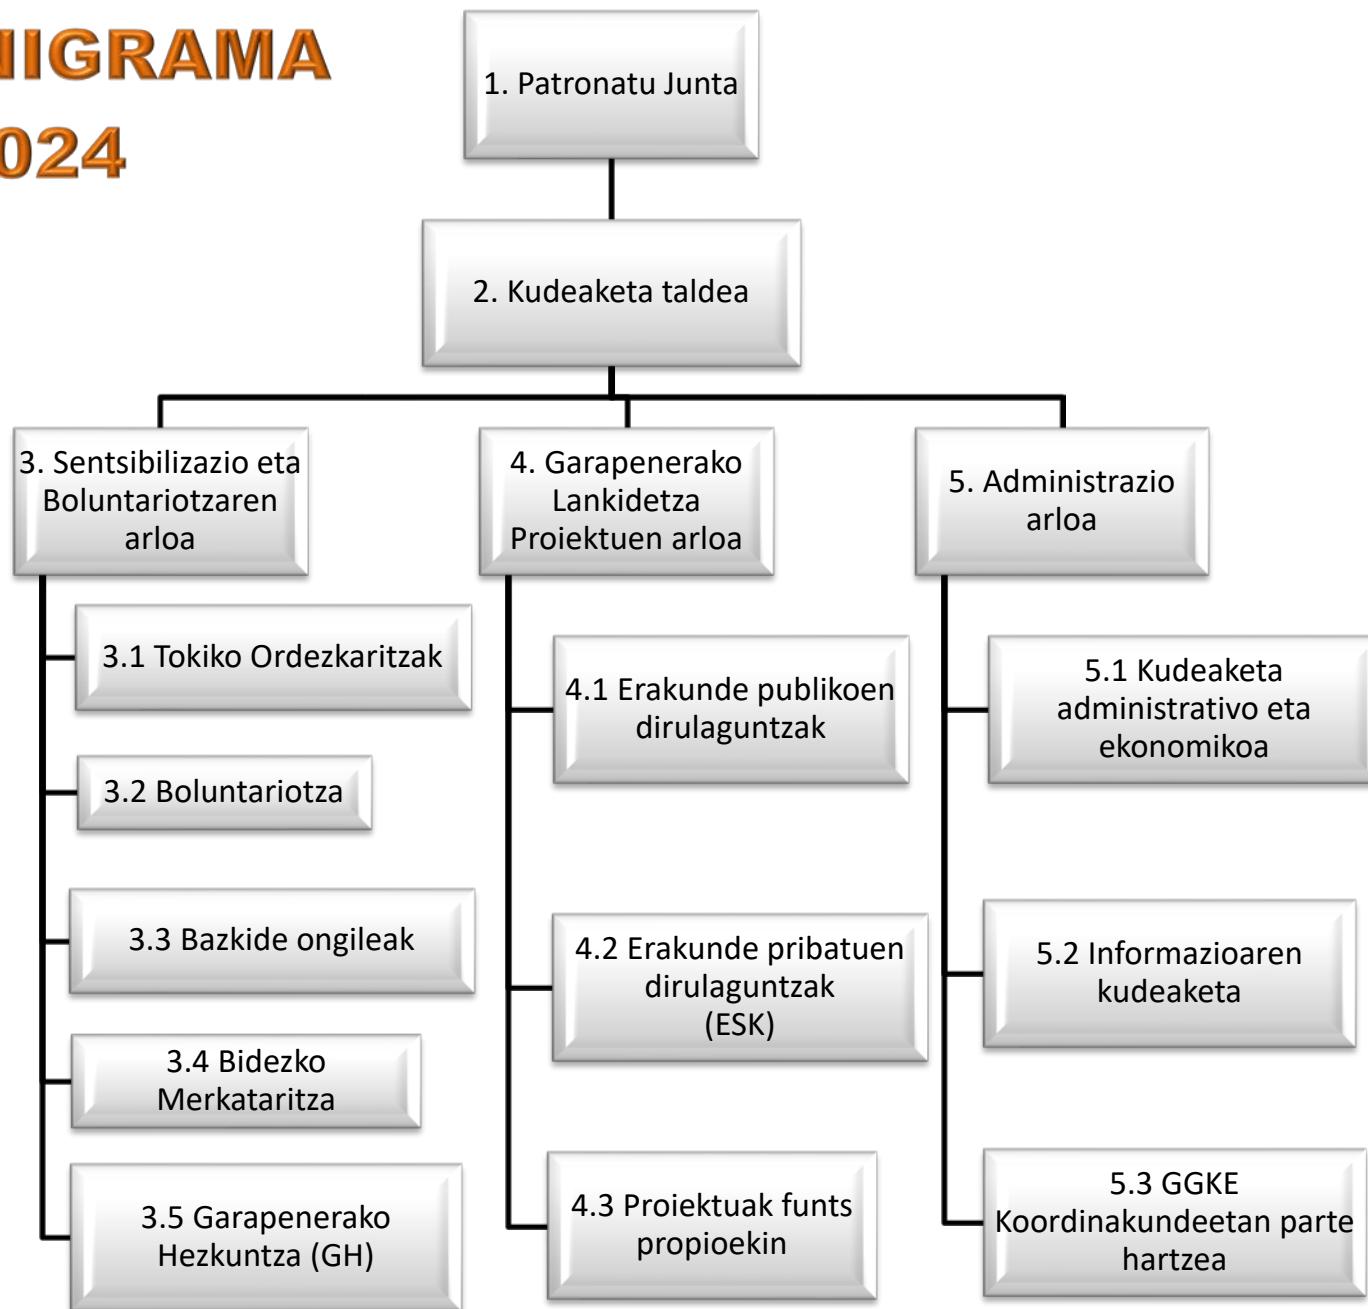 NIGRAMA
024
1. Patronatu Junta
2. Kudeaketa taldea
3. Sentsibilizazio eta
Boluntariotzaren
arloa
3.1 Tokiko Ordezkaritzak
3.2 Boluntariotza
3.3 Bazkide ongileak
3.4 Bidezko
Merkataritza
3.5 Garapenerako
Hezkuntza (GH)
4. Garapenerako
Lankidetza
Proiektuen arloa
4.1 Erakunde publikoen
dirulaguntzak
4.2 Erakunde pribatuen
dirulaguntzak
(ESK)
4.3 Proiektuak funts
propioekin
5. Administrazio
arloa
5.1 Kudeaketa
administrativo eta
ekonomikoa
5.2 Informazioaren
kudeaketa
5.3 GGKE
Koordinakundeetan parte
hartzea